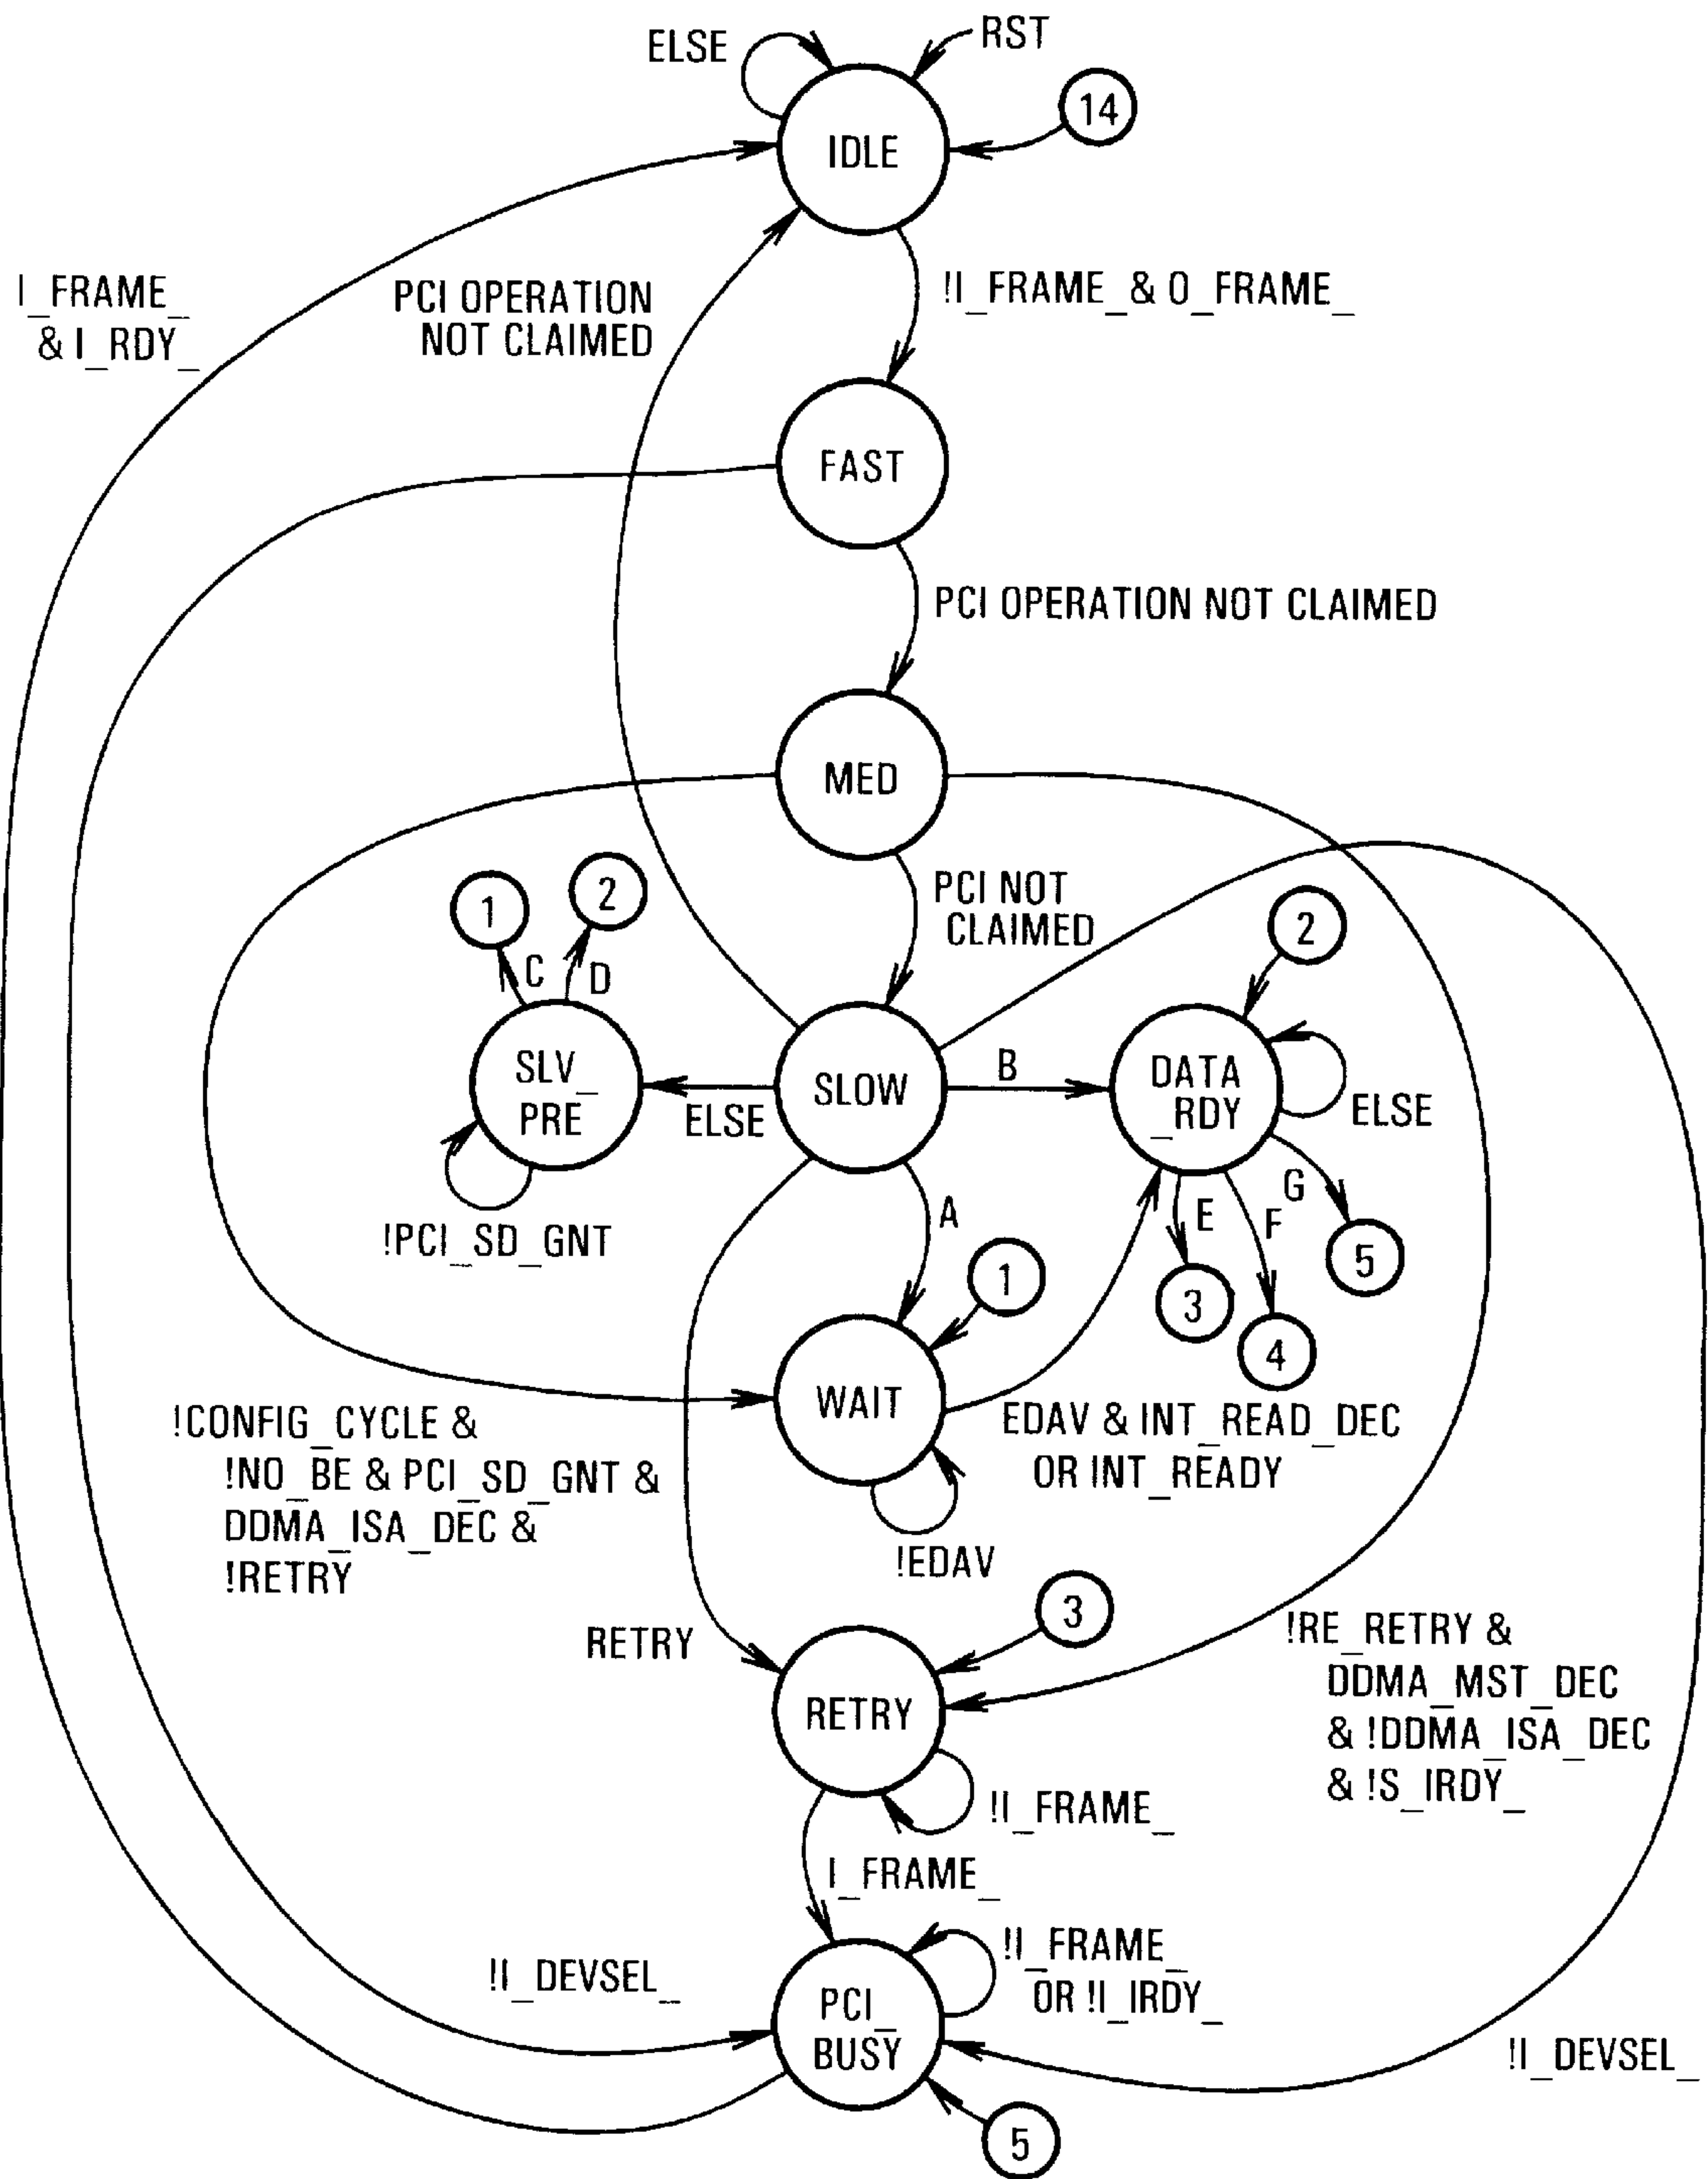 ELSE
RST
14
IDLE
I_FRAME_
& I_RDY_
PCI OPERATION
NOT CLAIMED
!I_FRAME_ & O_FRAME_
FAST
PCI OPERATION NOT CLAIMED
MED
PCI NOT
CLAIMED
1
2
C
D
2
SLV_
PRE
ELSE
SLOW
B
DATA
_RDY
ELSE
!PCI_SD_GNT
A
E
F
G
3
4
5
1
WAIT
EDAV & INT_READ_DEC
OR INT_READY
!CONFIG_CYCLE &
!NO_BE & PCI_SD_GNT &
DDMA_ISA_DEC &
!RETRY
!EDAV
RETRY
3
RETRY
!RE_RETRY &
DDMA_MST_DEC
& !DDMA_ISA_DEC
& !S_IRDY_
!I_FRAME_
I_FRAME_
!I_DEVSEL_
PCI_
BUSY
!I_FRAME_
OR !I_IRDY_
!I_DEVSEL_
5